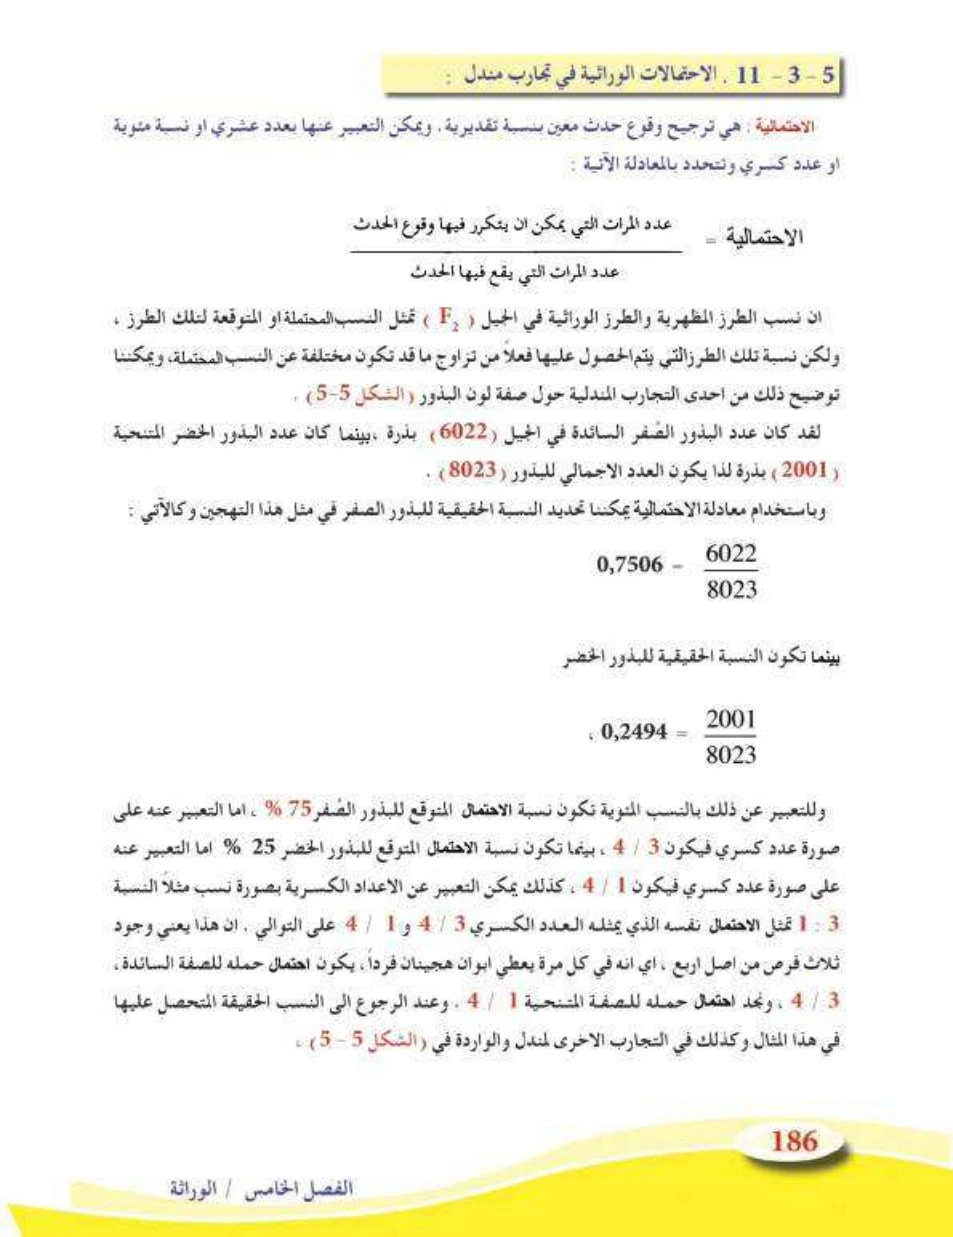 5 - 3 - 11 . الاحتمالات الوراثية في تجارب مندل :
الاحتمالية : هي ترجيح وقوع حدث معين بنسبة تقديرية . ويمكن التعبير عنها بعدد عشري او نسبة مئوية
او عدد كسري وتتحدد بالمعادلة الآتية :
عدد المرات التي يمكن ان يتكرر فيها وقوع الحدث
الاحتمالية =
عدد المرات التي يقع فيها الحدث
ان نسب الطرز المظهرية والطرز الوراثية في الجيل ( F2 ) تمثل النسب المحتملة او المتوقعة لتلك الطرز ،
ولكن نسبة تلك الطرز التي يتم الحصول عليها فعلاً من تزاوج ما قد تكون مختلفة عن النسب المحتملة، ويمكننا
توضيح ذلك من احدى التجارب المندلية حول صفة لون البذور ( الشكل 5-5 ) .
لقد كان عدد البذور الصُفر السائدة في الجيل ( 6022 ) بذرة ،بينما كان عدد البذور الخضر المتنحية
( 2001 ) بذرة لذا يكون العدد الاجمالي للبذور ( 8023 ) .
وباستخدام معادلة الاحتمالية يمكننا تحديد النسبة الحقيقية للبذور الصفر في مثل هذا التهجين وكالآتي :
6022
= 0,7506
8023
بينما تكون النسبة الحقيقية للبذور الخضر
2001
= 0,2494 ،
8023
وللتعبير عن ذلك بالنسب المئوية تكون نسبة الاحتمال المتوقع للبذور الصُفر 75 % ، اما التعبير عنه على
صورة عدد كسري فيكون 3 / 4 ، بينما تكون نسبة الاحتمال المتوقع للبذور الخضر 25 % اما التعبير عنه
على صورة عدد كسري فيكون 1 / 4 ، كذلك يمكن التعبير عن الاعداد الكسرية بصورة نسب مثلاً النسبة
3 : 1 تمثل الاحتمال نفسه الذي يمثله العدد الكسري 3 / 4 و 1 / 4 على التوالي . ان هذا يعني وجود
ثلاث فرص من اصل اربع ، اي انه في كل مرة يعطي ابوان هجينان فرداً، يكون احتمال حمله للصفة السائدة ،
3 / 4 ، ونجد احتمال حمله للصفة المتنحية 1 / 4 . وعند الرجوع الى النسب الحقيقة المتحصل عليها
في هذا المثال وكذلك في التجارب الاخرى لمندل والواردة في ( الشكل 5 - 5 ) ،
186
الفصل الخامس / الوراثة